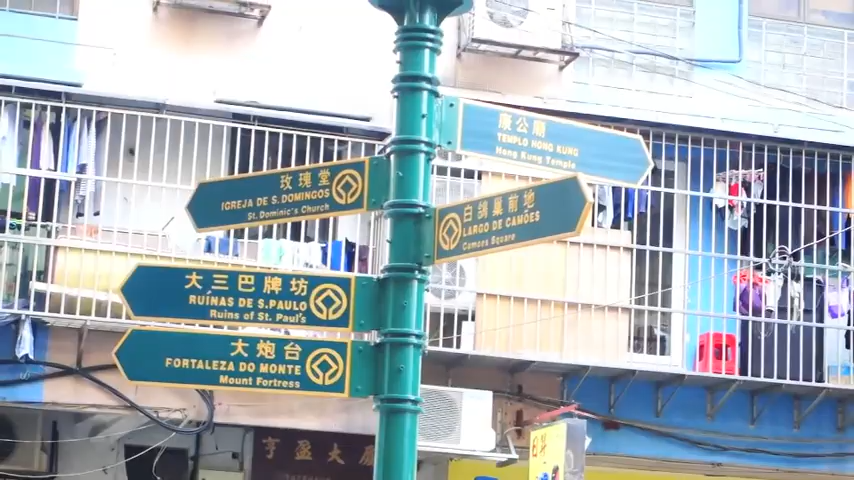 康公廟
TEMPLO HONG KUNG
Hong Kung Temple
玫瑰堂
IGREJA DE S. DOMINGOS
St. Dominic's Church
白鴿巢前地
LARGO DE CAMÕES
Camoes Square
大三巴牌坊
RUINAS DE S. PAULO
Ruins of St. Paul's
大炮台
FORTALEZA DO MONTE
Mount Fortress
亨盈大廈